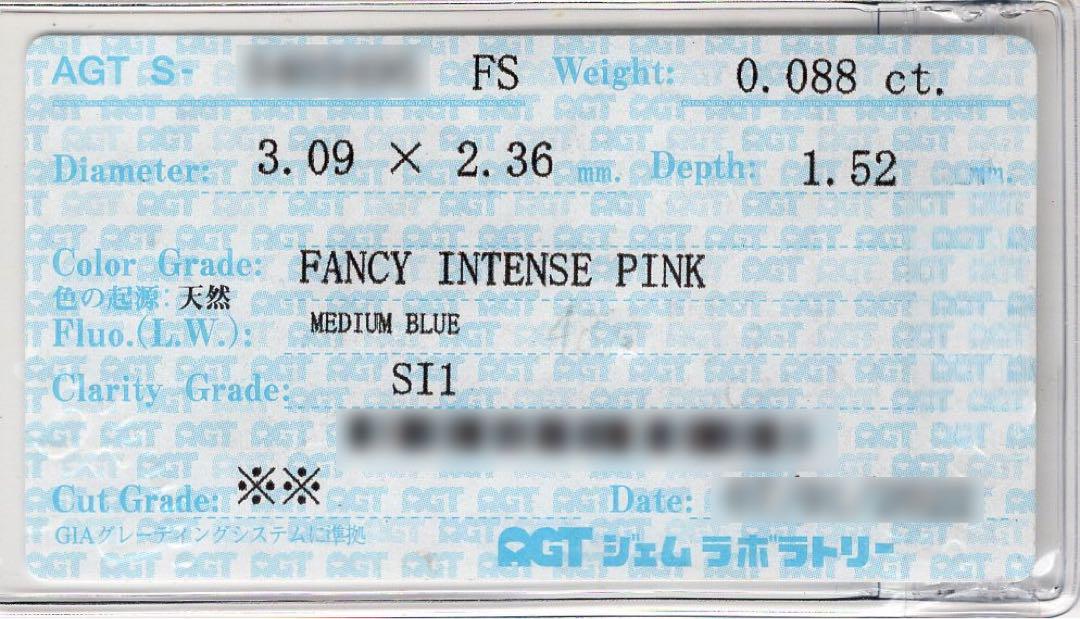 AGT S- FS Weight: 0.088 ct.
Diameter: 3.09 × 2.36 mm. Depth: 1.52 mm.
Color Grade: FANCY INTENSE PINK
色の起源: 天然
Fluo.(L.W.): MEDIUM BLUE
Clarity Grade: SI1
Cut Grade: ※※ Date:
GIAグレーティングシステムに準拠
AGT ジェムラボラトリー